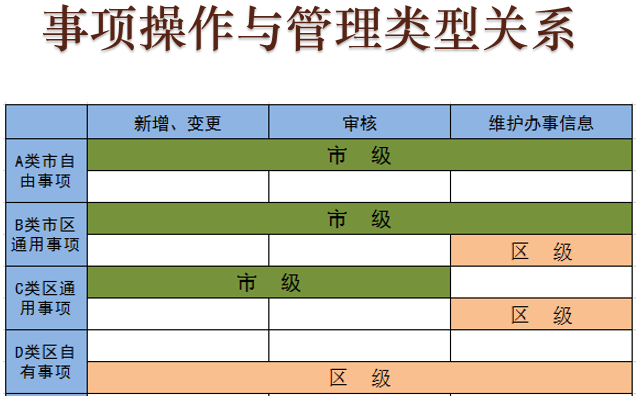 事项操作与管理类型关系
新增、变更 审核 维护办事信息
A类市自
由事项
市 级
B类市区
通用事项
市 级
区 级
C类区通
用事项
市 级
区 级
D类区自
有事项
区 级